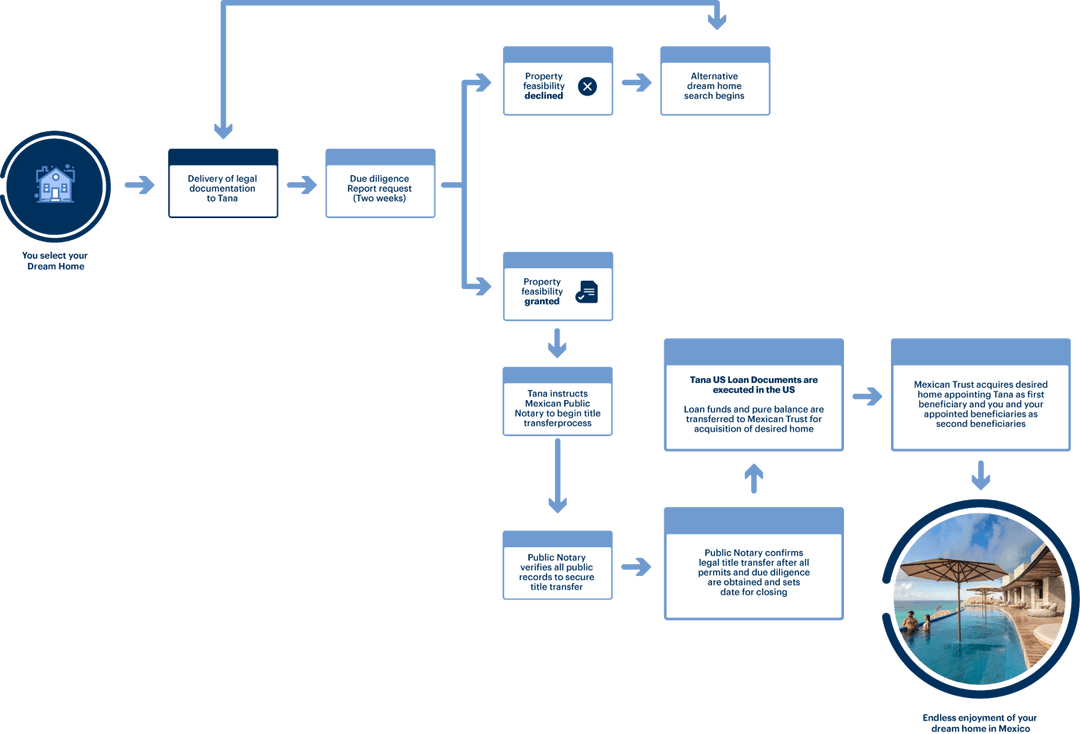 You select your
Dream Home
Delivery of legal
documentation
to Tana
Due diligence
Report request
(Two weeks)
Property
feasibility
declined
Alternative
dream home
search begins
Property
feasibility
granted
Tana instructs
Mexican Public
Notary to begin title
transferprocess
Public Notary
verifies all public
records to secure
title transfer
Public Notary confirms
legal title transfer after all
permits and due diligence
are obtained and sets
date for closing
Tana US Loan Documents are
executed in the US
Loan funds and pure balance are
transferred to Mexican Trust for
acquisition of desired home
Mexican Trust acquires desired
home appointing Tana as first
beneficiary and you and your
appointed beneficiaries as
second beneficiaries
Endless enjoyment of your
dream home in Mexico